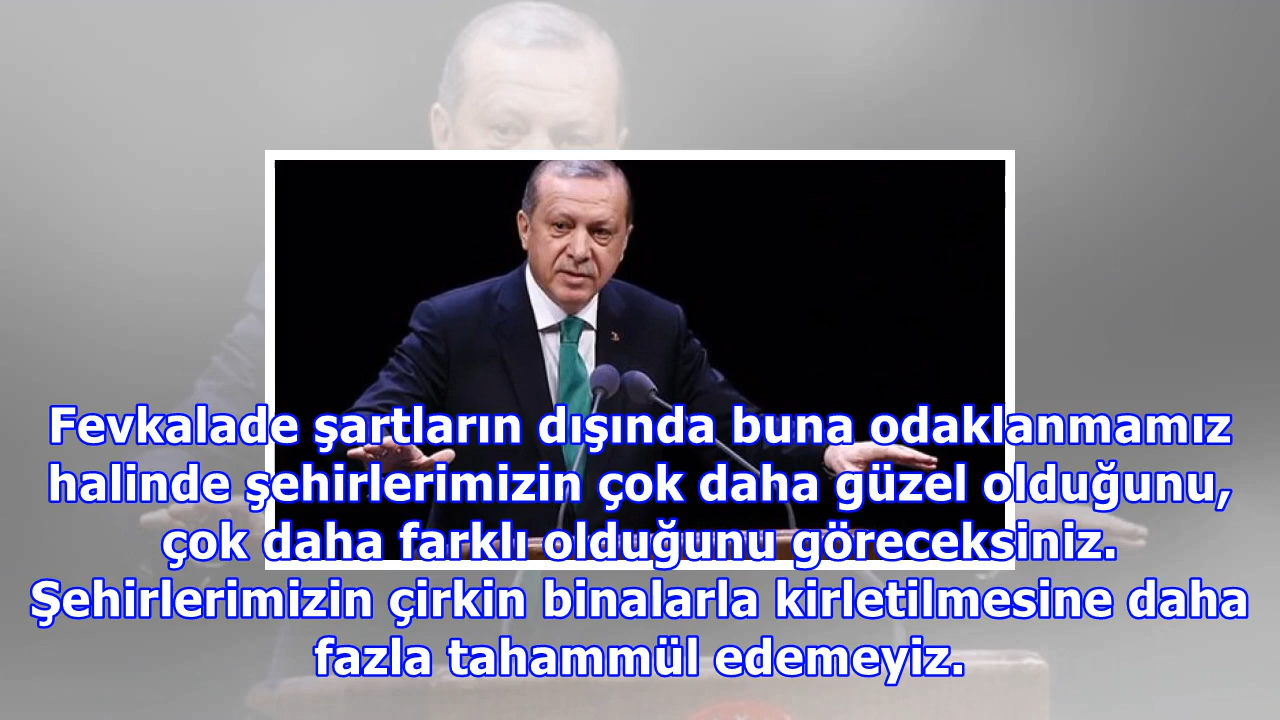 Fevkalade şartların dışında buna odaklanmamız
halinde şehirlerimizin çok daha güzel olduğunu,
çok daha farklı olduğunu göreceksiniz.
Şehirlerimizin çirkin binalarla kirletilmesine daha
fazla tahammül edemeyiz.